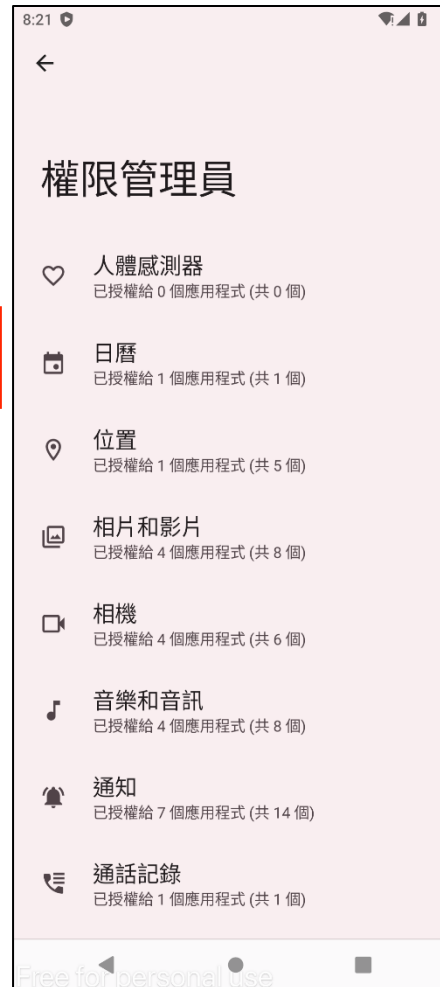 8:21
權限管理員
人體感測器
已授權給 0 個應用程式 (共 0 個)
日曆
已授權給 1 個應用程式 (共 1 個)
位置
已授權給 1 個應用程式 (共 5 個)
相片和影片
已授權給 4 個應用程式 (共 8 個)
相機
已授權給 4 個應用程式 (共 6 個)
音樂和音訊
已授權給 4 個應用程式 (共 8 個)
通知
已授權給 7 個應用程式 (共 14 個)
通話記錄
已授權給 1 個應用程式 (共 1 個)
Free for personal use